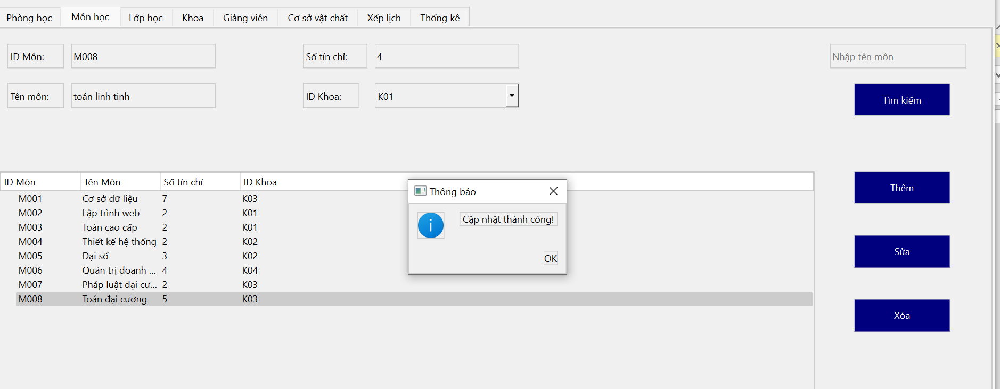 Phòng học Môn học Lớp học Khoa Giảng viên Cơ sở vật chất Xếp lịch Thống kê
ID Môn: M008 Số tín chỉ: 4 Nhập tên môn
Tên môn: toán linh tinh ID Khoa: K01 Tìm kiếm
ID Môn Tên Môn Số tín chỉ ID Khoa
M001 Cơ sở dữ liệu 7 K03
M002 Lập trình web 2 K01
M003 Toán cao cấp 2 K01
M004 Thiết kế hệ thống 2 K02
M005 Đại số 3 K02
M006 Quản trị doanh ... 4 K04
M007 Pháp luật đại cư... 2 K03
M008 Toán đại cương 5 K03
Thông báo
Cập nhật thành công!
OK
Thêm
Sửa
Xóa